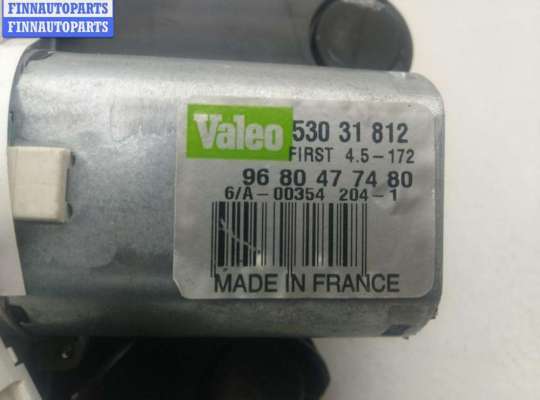 FINNAUTOPARTS
FINNAUTOPARTS
Valeo 530 31 812
FIRST 4.5-172
96 80 47 74 80
6/A-00354 204-1
MADE IN FRANCE